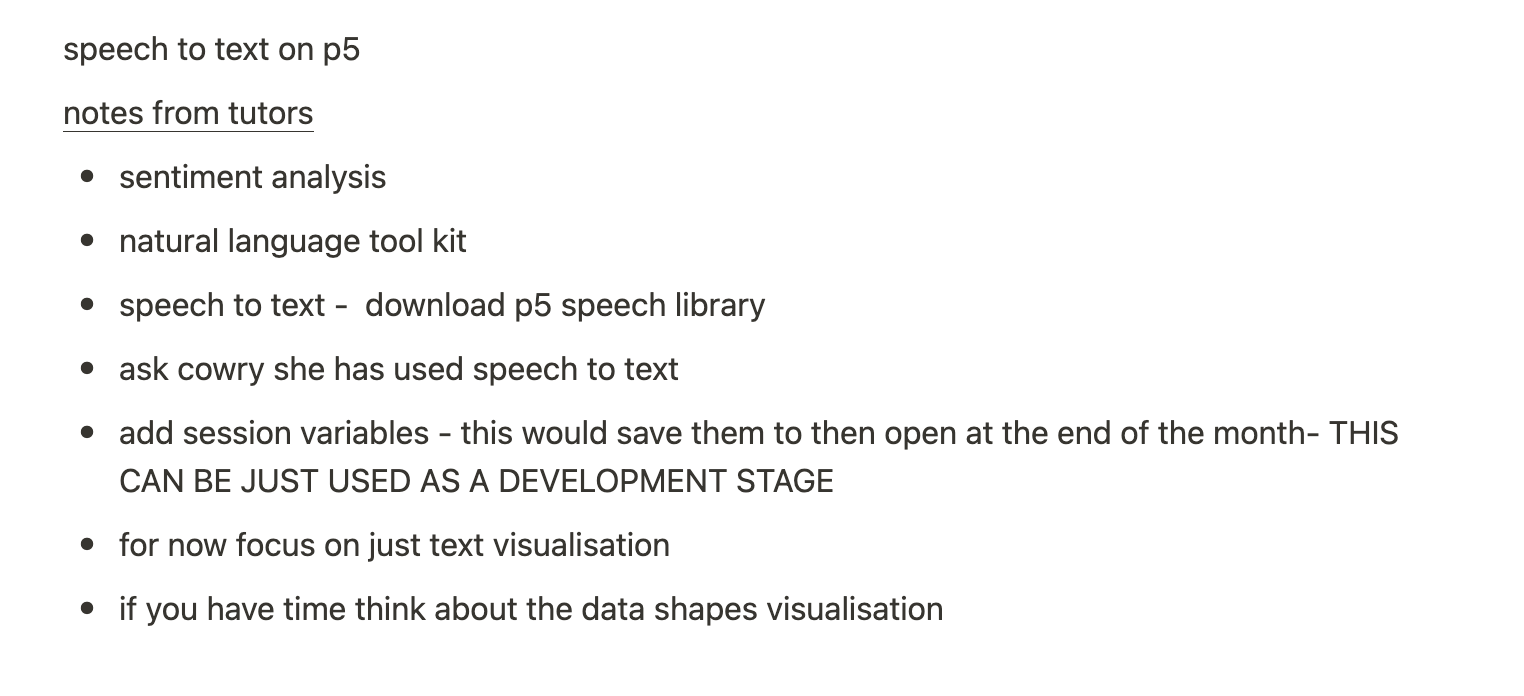 speech to text on p5
notes from tutors
• sentiment analysis
• natural language tool kit
• speech to text -  download p5 speech library
• ask cowry she has used speech to text
• add session variables - this would save them to then open at the end of the month- THIS
CAN BE JUST USED AS A DEVELOPMENT STAGE
• for now focus on just text visualisation
• if you have time think about the data shapes visualisation